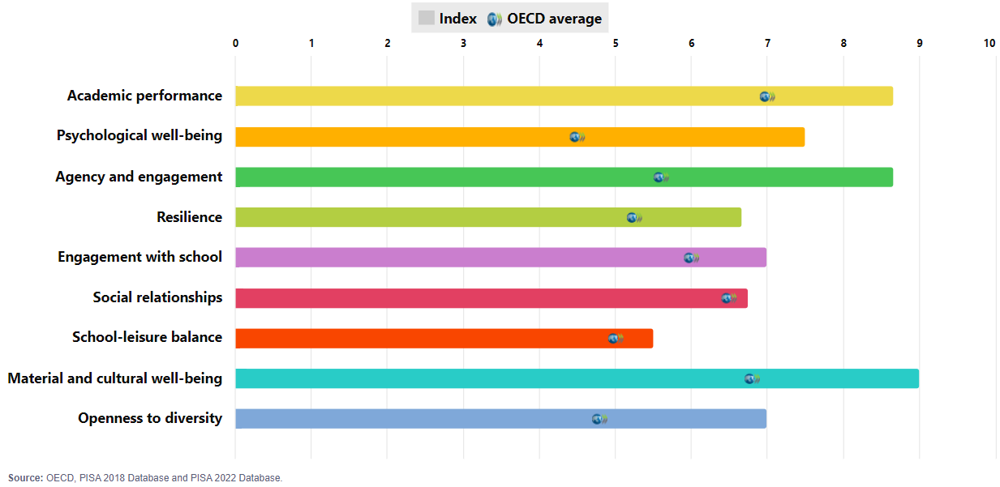 Index OECD average
0 1 2 3 4 5 6 7 8 9 10
Academic performance
Psychological well-being
Agency and engagement
Resilience
Engagement with school
Social relationships
School-leisure balance
Material and cultural well-being
Openness to diversity
Source: OECD, PISA 2018 Database and PISA 2022 Database.